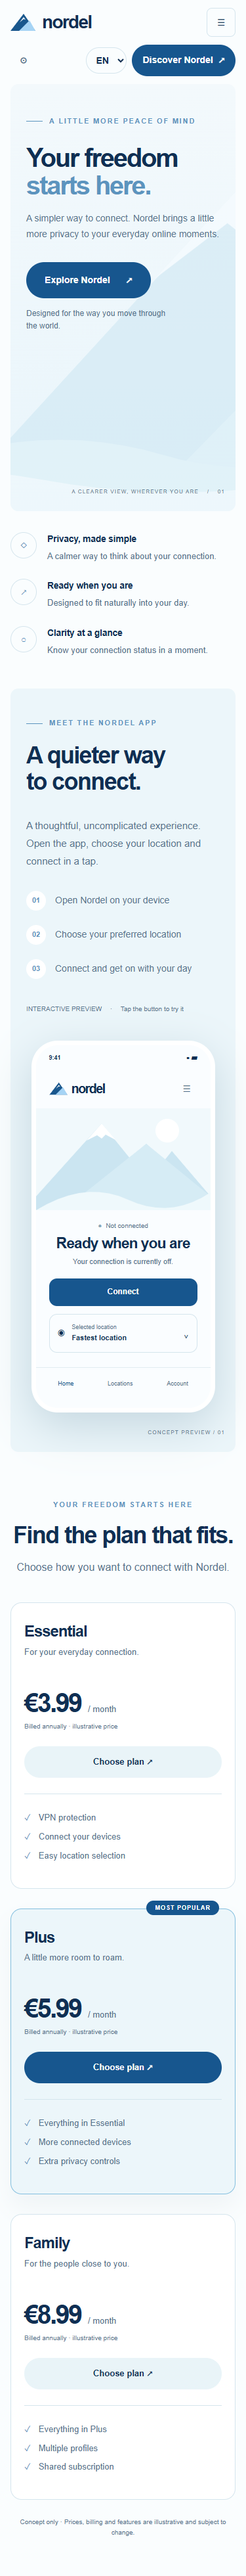 nordel
EN
Discover Nordel ↗
A LITTLE MORE PEACE OF MIND
Your freedom
starts here.
A simpler way to connect. Nordel brings a little
more privacy to your everyday online moments.
Explore Nordel ↗
Designed for the way you move through
the world.
A CLEARER VIEW, WHEREVER YOU ARE / 01
Privacy, made simple
A calmer way to think about your connection.
Ready when you are
Designed to fit naturally into your day.
Clarity at a glance
Know your connection status in a moment.
MEET THE NORDEL APP
A quieter way
to connect.
A thoughtful, uncomplicated experience.
Open the app, choose your location and
connect in a tap.
01 Open Nordel on your device
02 Choose your preferred location
03 Connect and get on with your day
INTERACTIVE PREVIEW · Tap the button to try it
9:41
nordel
Not connected
Ready when you are
Your connection is currently off.
Connect
Selected location
Fastest location
Home Locations Account
CONCEPT PREVIEW / 01
YOUR FREEDOM STARTS HERE
Find the plan that fits.
Choose how you want to connect with Nordel.
Essential
For your everyday connection.
€3.99 / month
Billed annually · illustrative price
Choose plan ↗
✓ VPN protection
✓ Connect your devices
✓ Easy location selection
MOST POPULAR
Plus
A little more room to roam.
€5.99 / month
Billed annually · illustrative price
Choose plan ↗
✓ Everything in Essential
✓ More connected devices
✓ Extra privacy controls
Family
For the people close to you.
€8.99 / month
Billed annually · illustrative price
Choose plan ↗
✓ Everything in Plus
✓ Multiple profiles
✓ Shared subscription
Concept only · Prices, billing and features are illustrative and subject to
change.